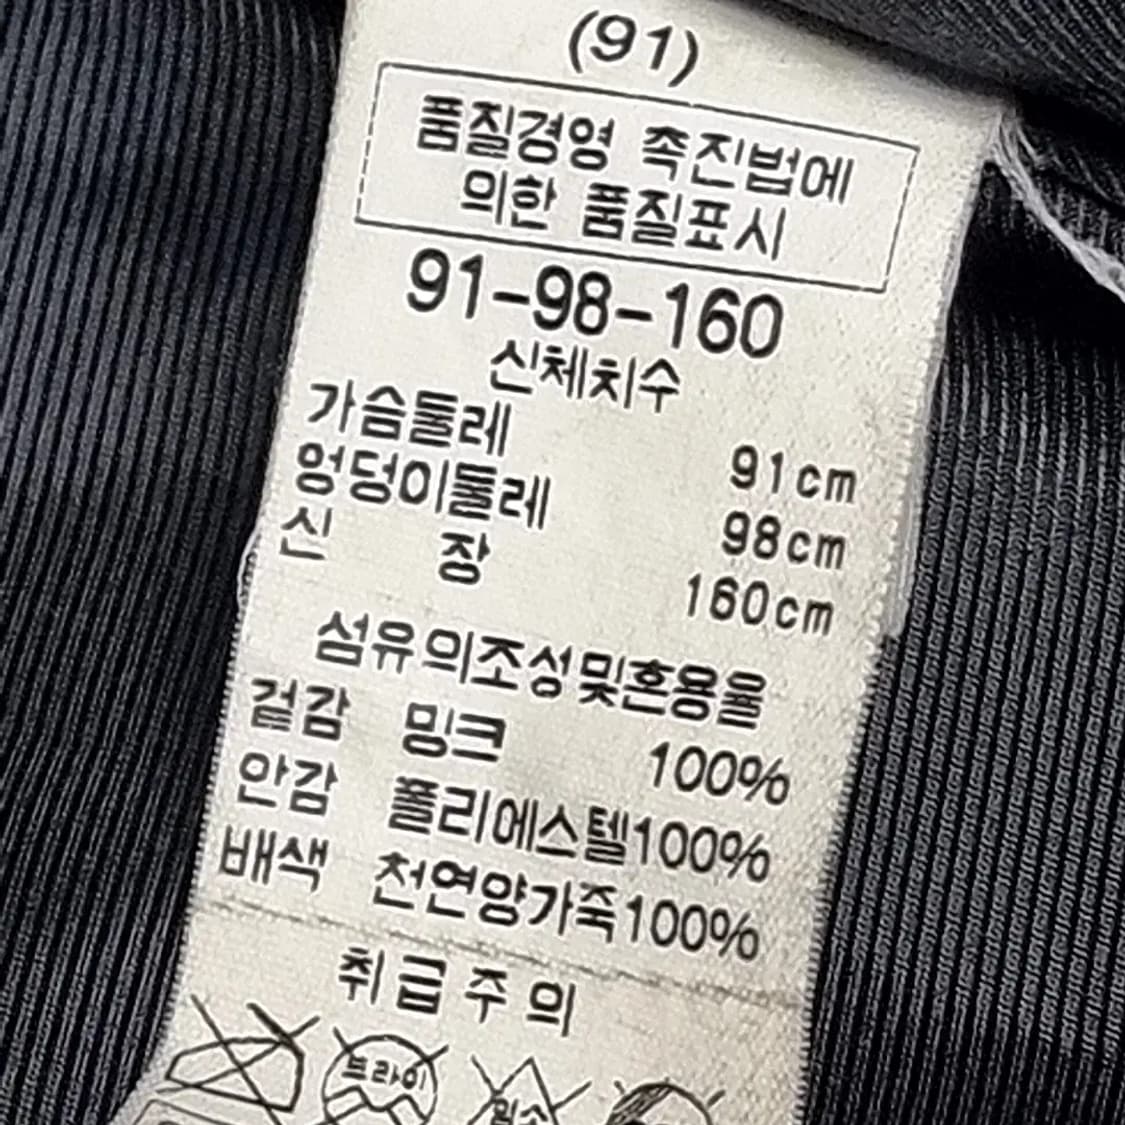 (91)
품질경영 촉진법에
의한 품질표시
91-98-160
신체치수
가슴둘레 91cm
엉덩이둘레 98cm
신 장 160cm
섬유의조성및혼용율
겉감 밍크 100%
안감 폴리에스텔100%
배색 천연양가죽100%
취급주의
드라이